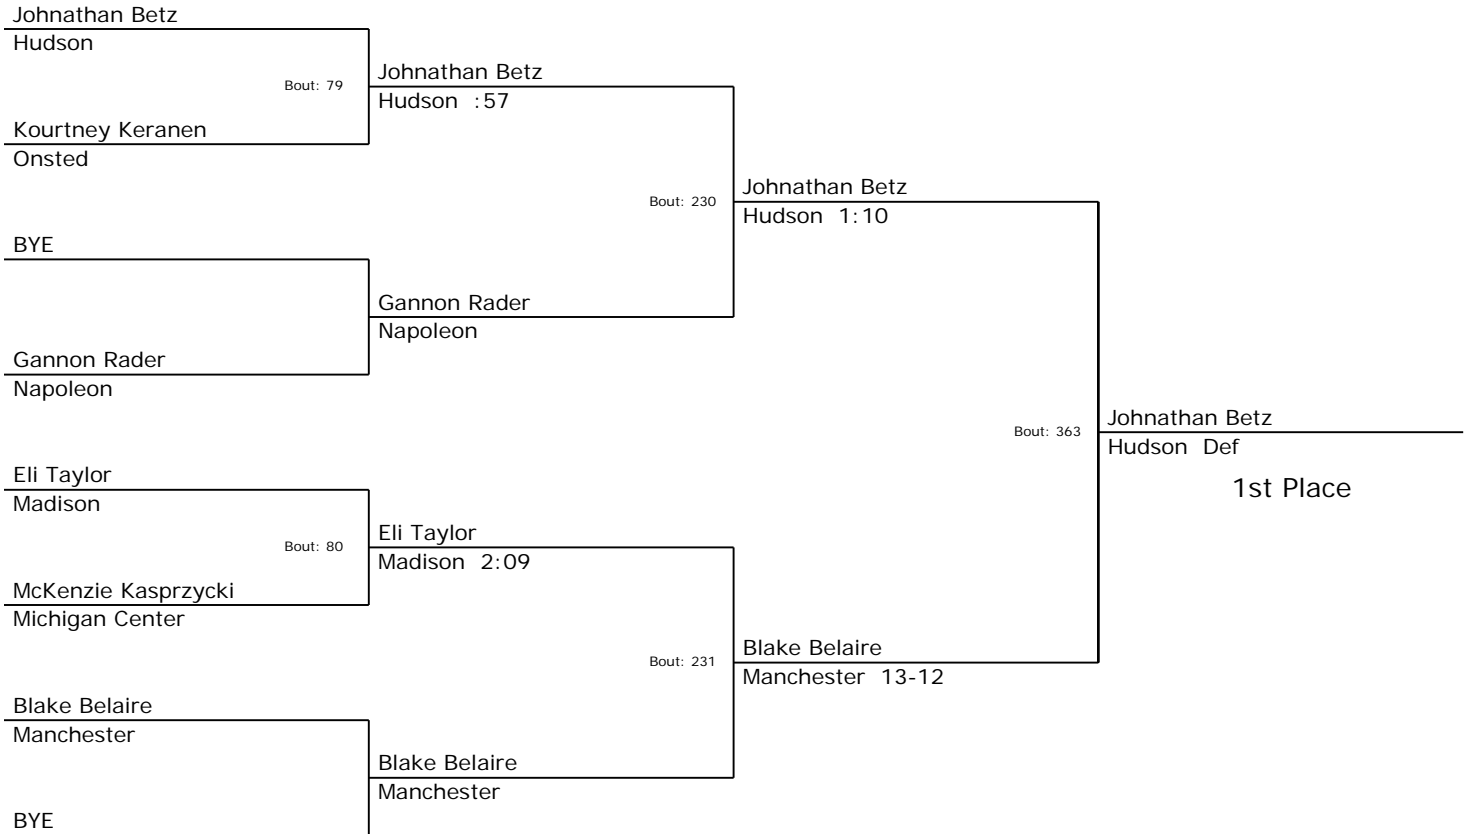 Johnathan Betz
Hudson
Bout: 79
Johnathan Betz
Hudson :57
Kourtney Keranen
Onsted
Bout: 230
Johnathan Betz
Hudson 1:10
BYE
Gannon Rader
Napoleon
Gannon Rader
Napoleon
Bout: 363
Johnathan Betz
Hudson Def
1st Place
Eli Taylor
Madison
Bout: 80
Eli Taylor
Madison 2:09
McKenzie Kasprzycki
Michigan Center
Bout: 231
Blake Belaire
Manchester 13-12
Blake Belaire
Manchester
Blake Belaire
Manchester
BYE